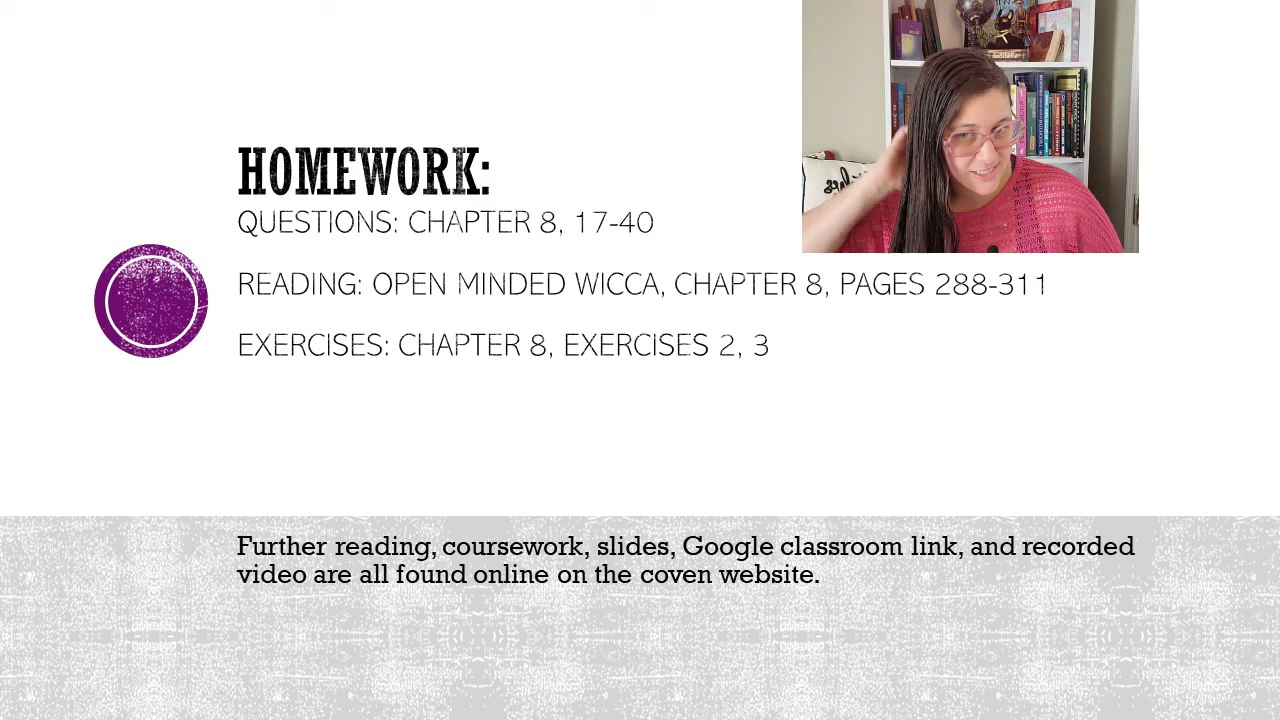 HOMEWORK:
QUESTIONS: CHAPTER 8, 17-40
READING: OPEN MINDED WICCA, CHAPTER 8, PAGES 288-311
EXERCISES: CHAPTER 8, EXERCISES 2, 3
Further reading, coursework, slides, Google classroom link, and recorded
video are all found online on the coven website.